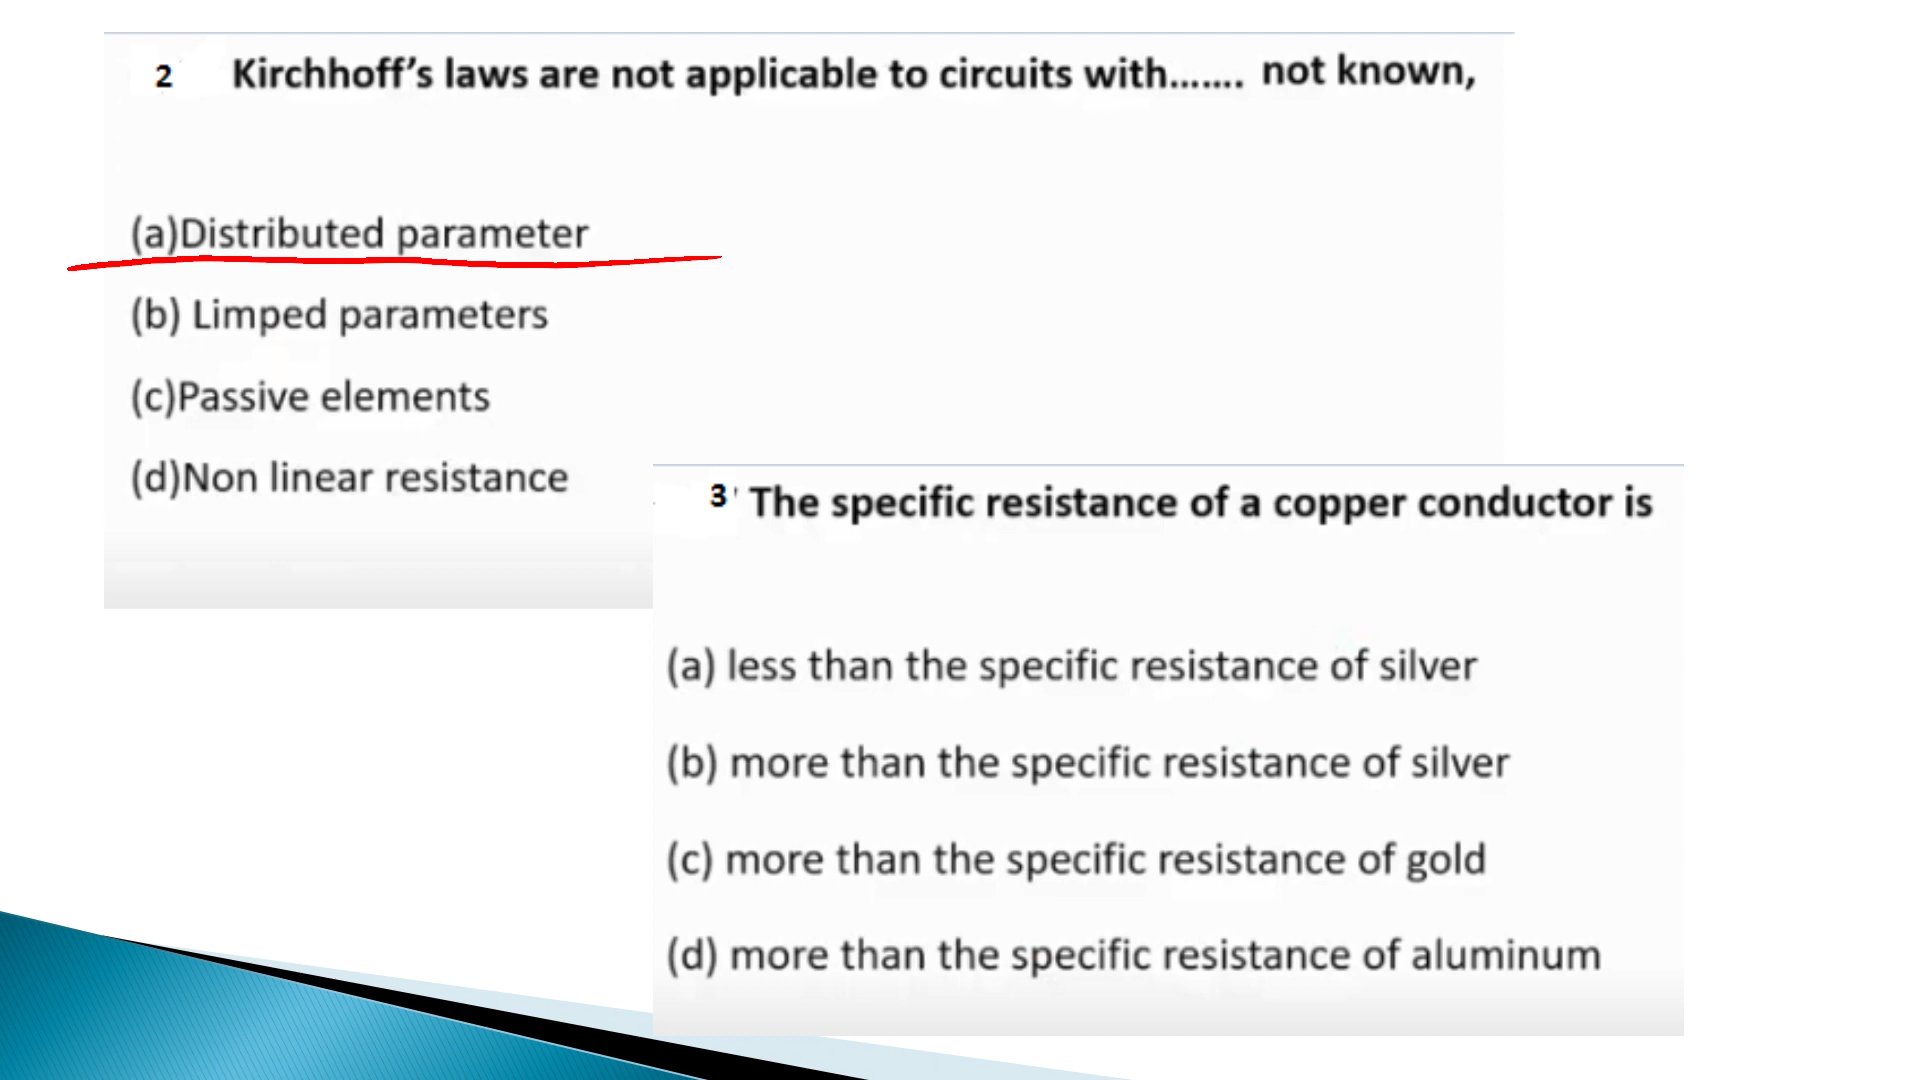 2 Kirchhoff's laws are not applicable to circuits with....... not known,
(a)Distributed parameter
(b) Limped parameters
(c)Passive elements
(d)Non linear resistance
3 The specific resistance of a copper conductor is
(a) less than the specific resistance of silver
(b) more than the specific resistance of silver
(c) more than the specific resistance of gold
(d) more than the specific resistance of aluminum